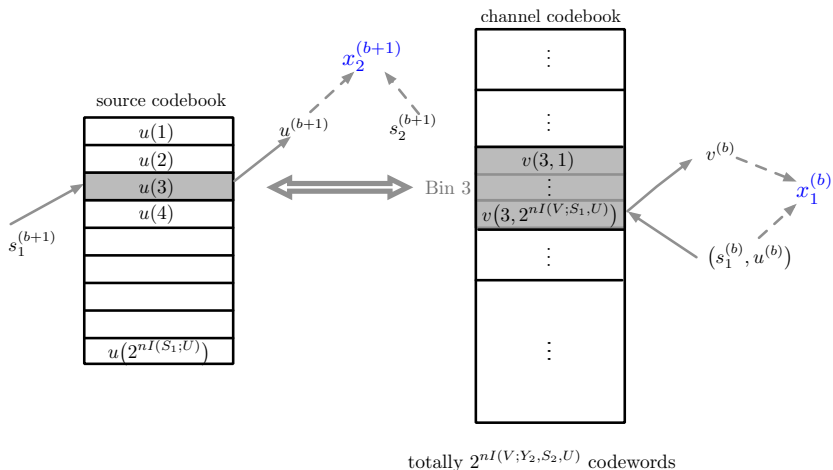 channel codebook
⋮
⋮
source codebook
x_2^{(b+1)}
u^{(b+1)}
s_2^{(b+1)}
u(1)
u(2)
u(3)
u(4)
u(2^{nI(S_1;U)})
s_1^{(b+1)}
Bin 3
v(3, 1)
⋮
v(3, 2^{nI(V;S_1,U)})
⋮
⋮
v^{(b)}
x_1^{(b)}
(s_1^{(b)}, u^{(b)})
totally 2^{nI(V;Y_2,S_2,U)} codewords